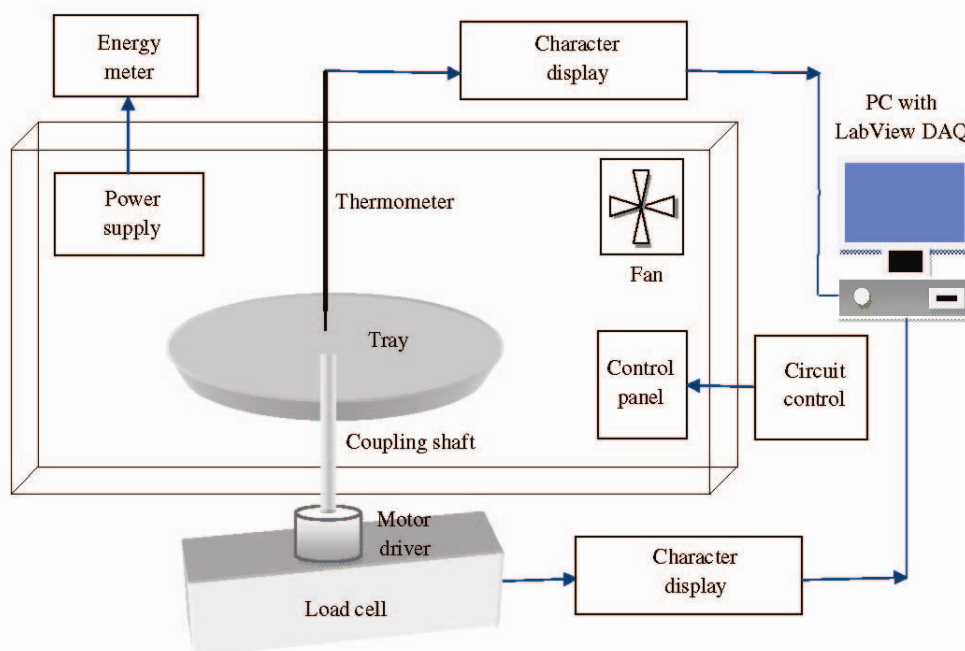 Energy
meter
Character
display
PC with
LabView DAQ
Power
supply
Thermometer
Fan
Tray
Control
panel
Circuit
control
Coupling shaft
Motor
driver
Character
display
Load cell